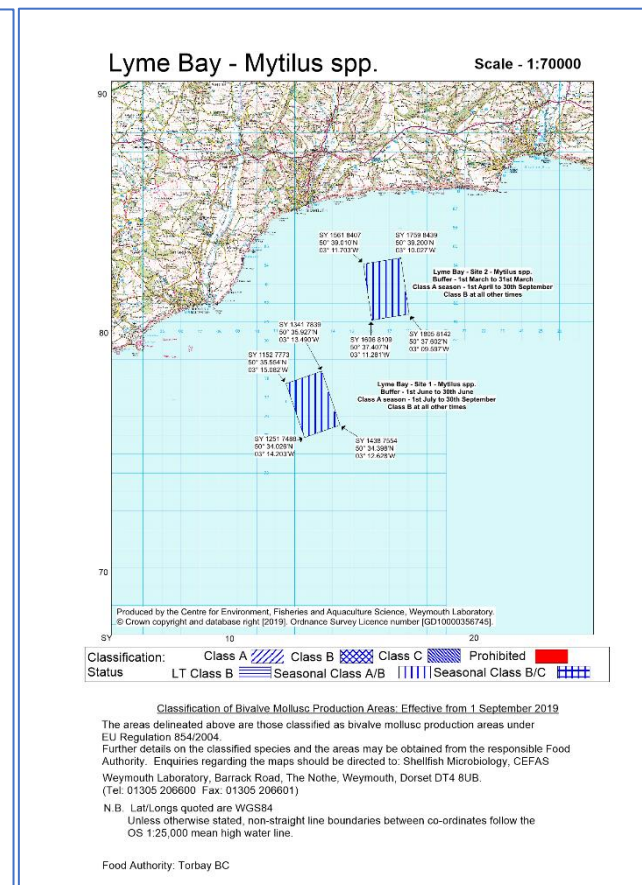 Lyme Bay - Mytilus spp.
Scale - 1:70000
90
SY 1561 8407
50° 39.010'N
03° 11.703'W
SY 1759 8439
50° 39.200'N
03° 10.027'W
Lyme Bay - Site 2 - Mytilus spp.
Buffer - 1st March to 31st March
Class A season - 1st April to 30th September
Class B at all other times
80
SY 1341 7839
50° 35.927'N
03° 13.490'W
SY 1606 8109
50° 37.407'N
03° 11.281'W
SY 1805 8142
50° 37.602'N
03° 09.597'W
SY 1152 7773
50° 35.554'N
03° 15.082'W
Lyme Bay - Site 1 - Mytilus spp.
Buffer - 1st June to 30th June
Class A season - 1st July to 30th September
Class B at all other times
SY 1251 7488
50° 34.028'N
03° 14.203'W
SY 1438 7554
50° 34.398'N
03° 12.628'W
70
Produced by the Centre for Environment, Fisheries and Aquaculture Science, Weymouth Laboratory.
© Crown copyright and database right [2019]. Ordnance Survey Licence number [GD10000356745].
SY 10 20
Classification: Class A Class B Class C Prohibited
Status LT Class B Seasonal Class A/B Seasonal Class B/C
Classification of Bivalve Mollusc Production Areas: Effective from 1 September 2019
The areas delineated above are those classified as bivalve mollusc production areas under
EU Regulation 854/2004.
Further details on the classified species and the areas may be obtained from the responsible Food
Authority. Enquiries regarding the maps should be directed to: Shellfish Microbiology, CEFAS
Weymouth Laboratory, Barrack Road, The Nothe, Weymouth, Dorset DT4 8UB.
(Tel: 01305 206600 Fax: 01305 206601)
N.B. Lat/Longs quoted are WGS84
Unless otherwise stated, non-straight line boundaries between co-ordinates follow the
OS 1:25,000 mean high water line.
Food Authority: Torbay BC